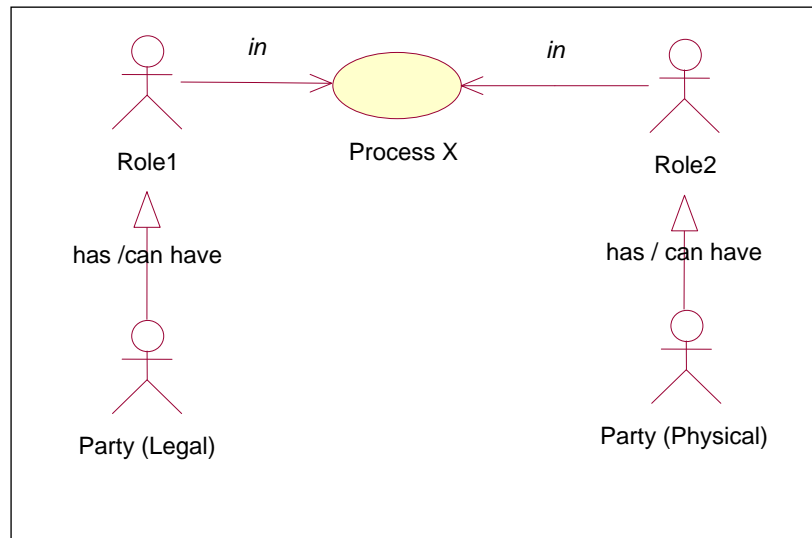 in
in
Process X
Role1
Role2
has /can have
has / can have
Party (Legal)
Party (Physical)